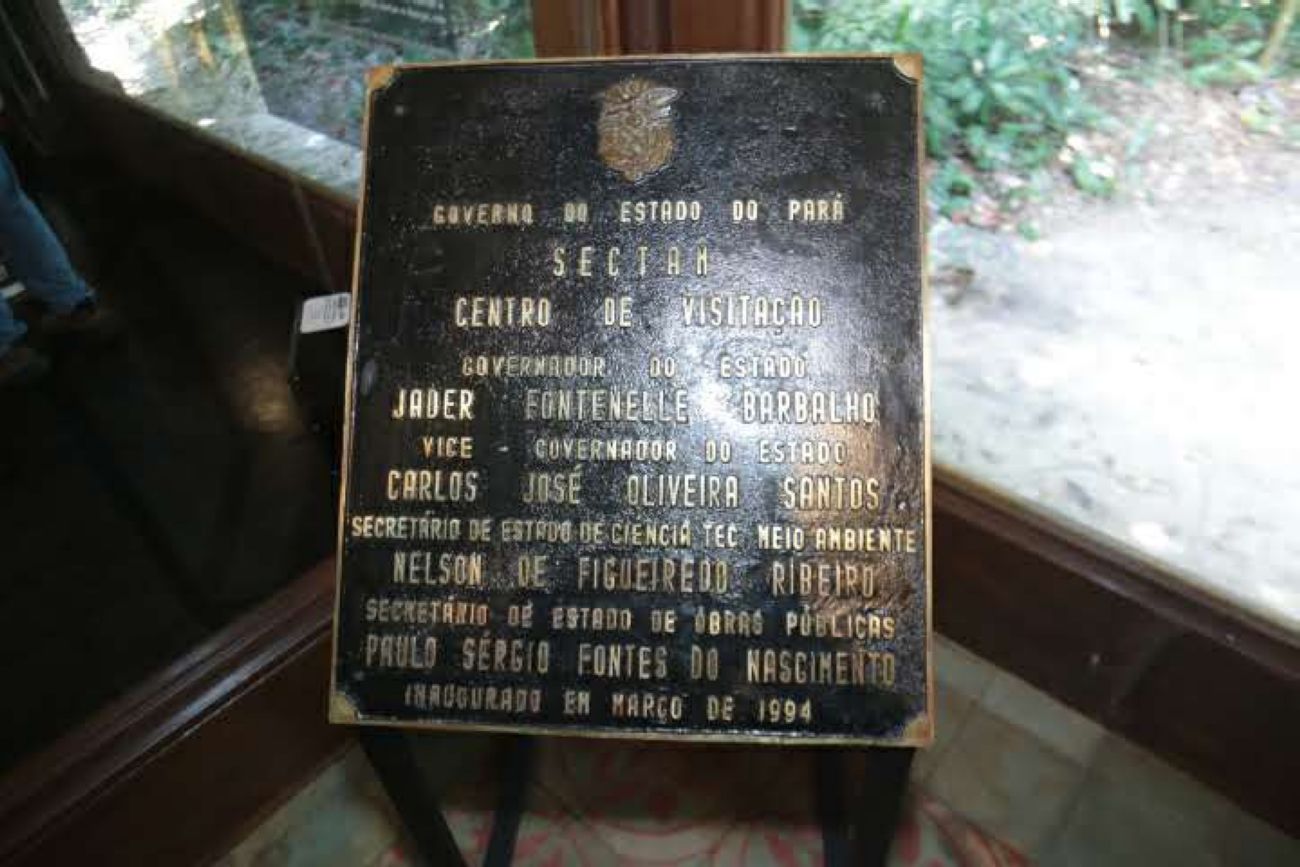 GOVERNO DO ESTADO DO PARÁ
SECTAM
CENTRO DE VISITAÇÃO
GOVERNADOR DO ESTADO
JADER FONTENELLE BARBALHO
VICE GOVERNADOR DO ESTADO
CARLOS JOSÉ OLIVEIRA SANTOS
SECRETÁRIO DE ESTADO DE CIENCIA TEC MEIO AMBIENTE
NELSON DE FIGUEIREDO RIBEIRO
SECRETÁRIO DE ESTADO DE OBRAS PÚBLICAS
PAULO SÉRGIO FONTES DO NASCIMENTO
INAUGURADO EM MARÇO DE 1994